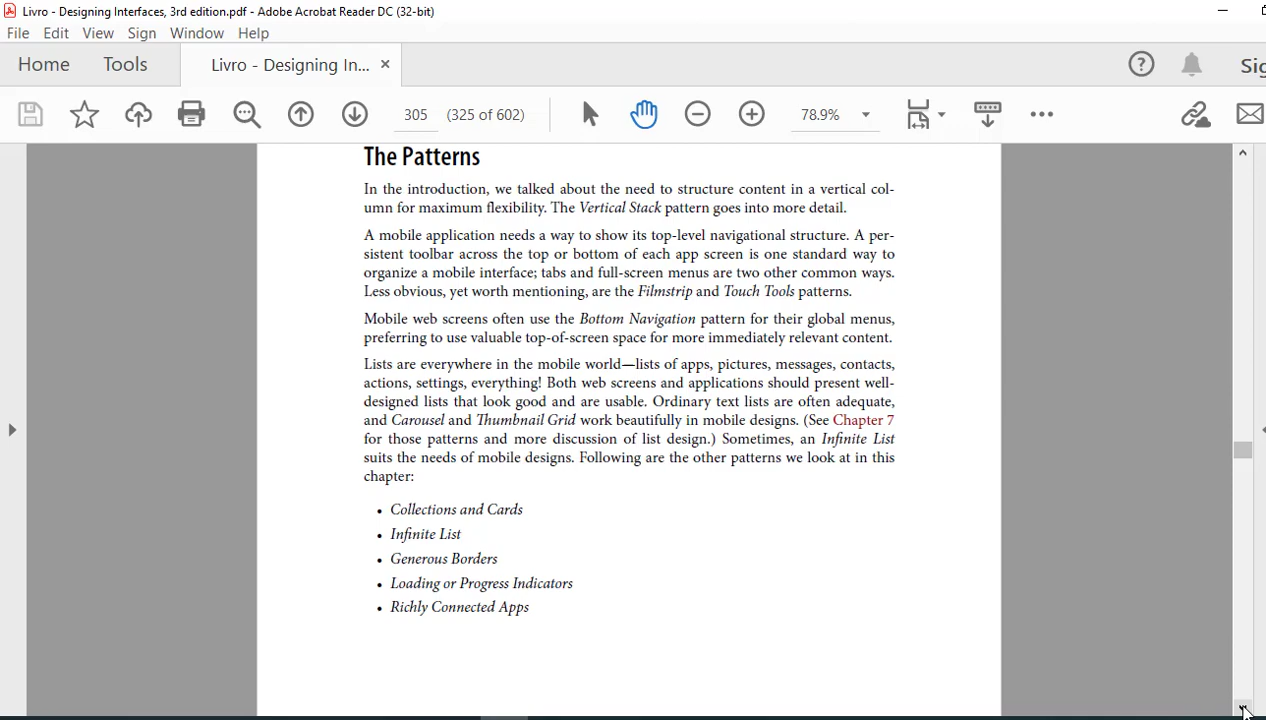 Livro - Designing Interfaces, 3rd edition.pdf - Adobe Acrobat Reader DC (32-bit)
File Edit View Sign Window Help
Home Tools Livro - Designing In... ×
305 (325 of 602) 78.9%
The Patterns
In the introduction, we talked about the need to structure content in a vertical col-
umn for maximum flexibility. The Vertical Stack pattern goes into more detail.
A mobile application needs a way to show its top-level navigational structure. A per-
sistent toolbar across the top or bottom of each app screen is one standard way to
organize a mobile interface; tabs and full-screen menus are two other common ways.
Less obvious, yet worth mentioning, are the Filmstrip and Touch Tools patterns.
Mobile web screens often use the Bottom Navigation pattern for their global menus,
preferring to use valuable top-of-screen space for more immediately relevant content.
Lists are everywhere in the mobile world—lists of apps, pictures, messages, contacts,
actions, settings, everything! Both web screens and applications should present well-
designed lists that look good and are usable. Ordinary text lists are often adequate,
and Carousel and Thumbnail Grid work beautifully in mobile designs. (See Chapter 7
for those patterns and more discussion of list design.) Sometimes, an Infinite List
suits the needs of mobile designs. Following are the other patterns we look at in this
chapter:
• Collections and Cards
• Infinite List
• Generous Borders
• Loading or Progress Indicators
• Richly Connected Apps